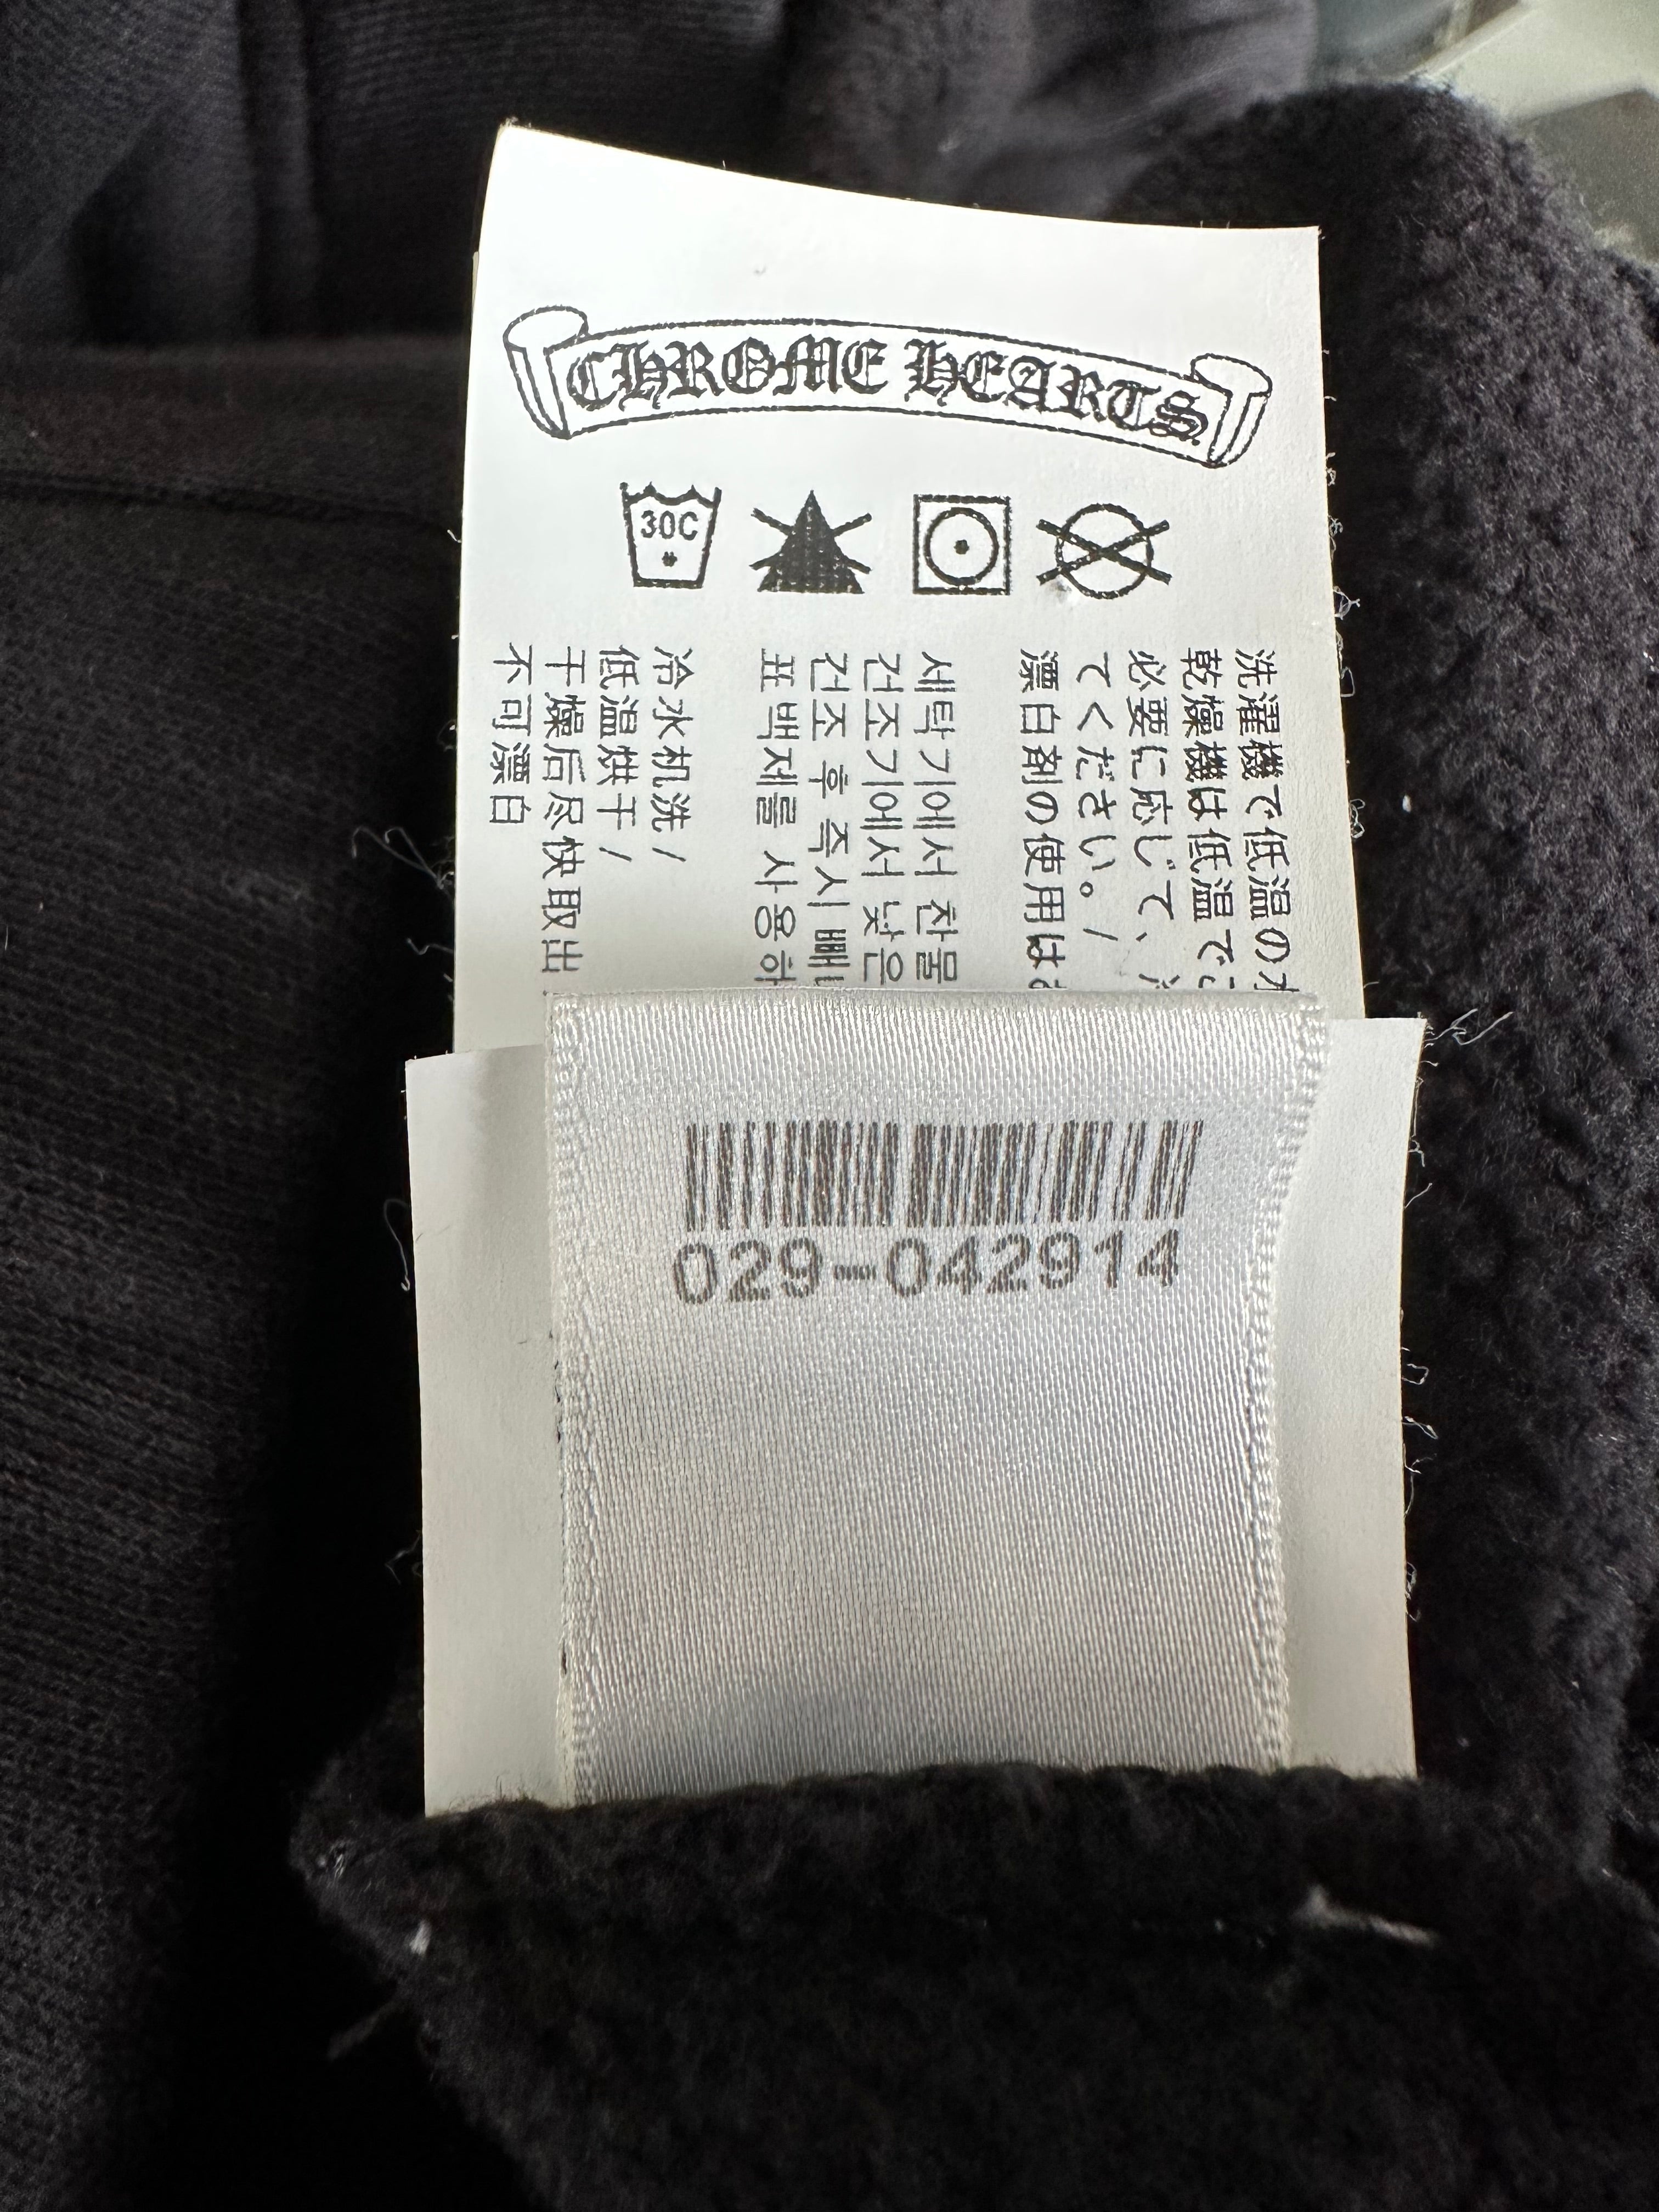 CHROME HEARTS
30C
洗濯機で低温の水
乾燥機は低温でご
必要に応じて、
てください。/
漂白剤の使用は
세탁기에서 찬물
건조기에서 낮은
건조 후 즉시 빼
표백제를 사용하
冷水机洗 /
低温烘干 /
干燥后尽快取出
不可漂白
029-042914